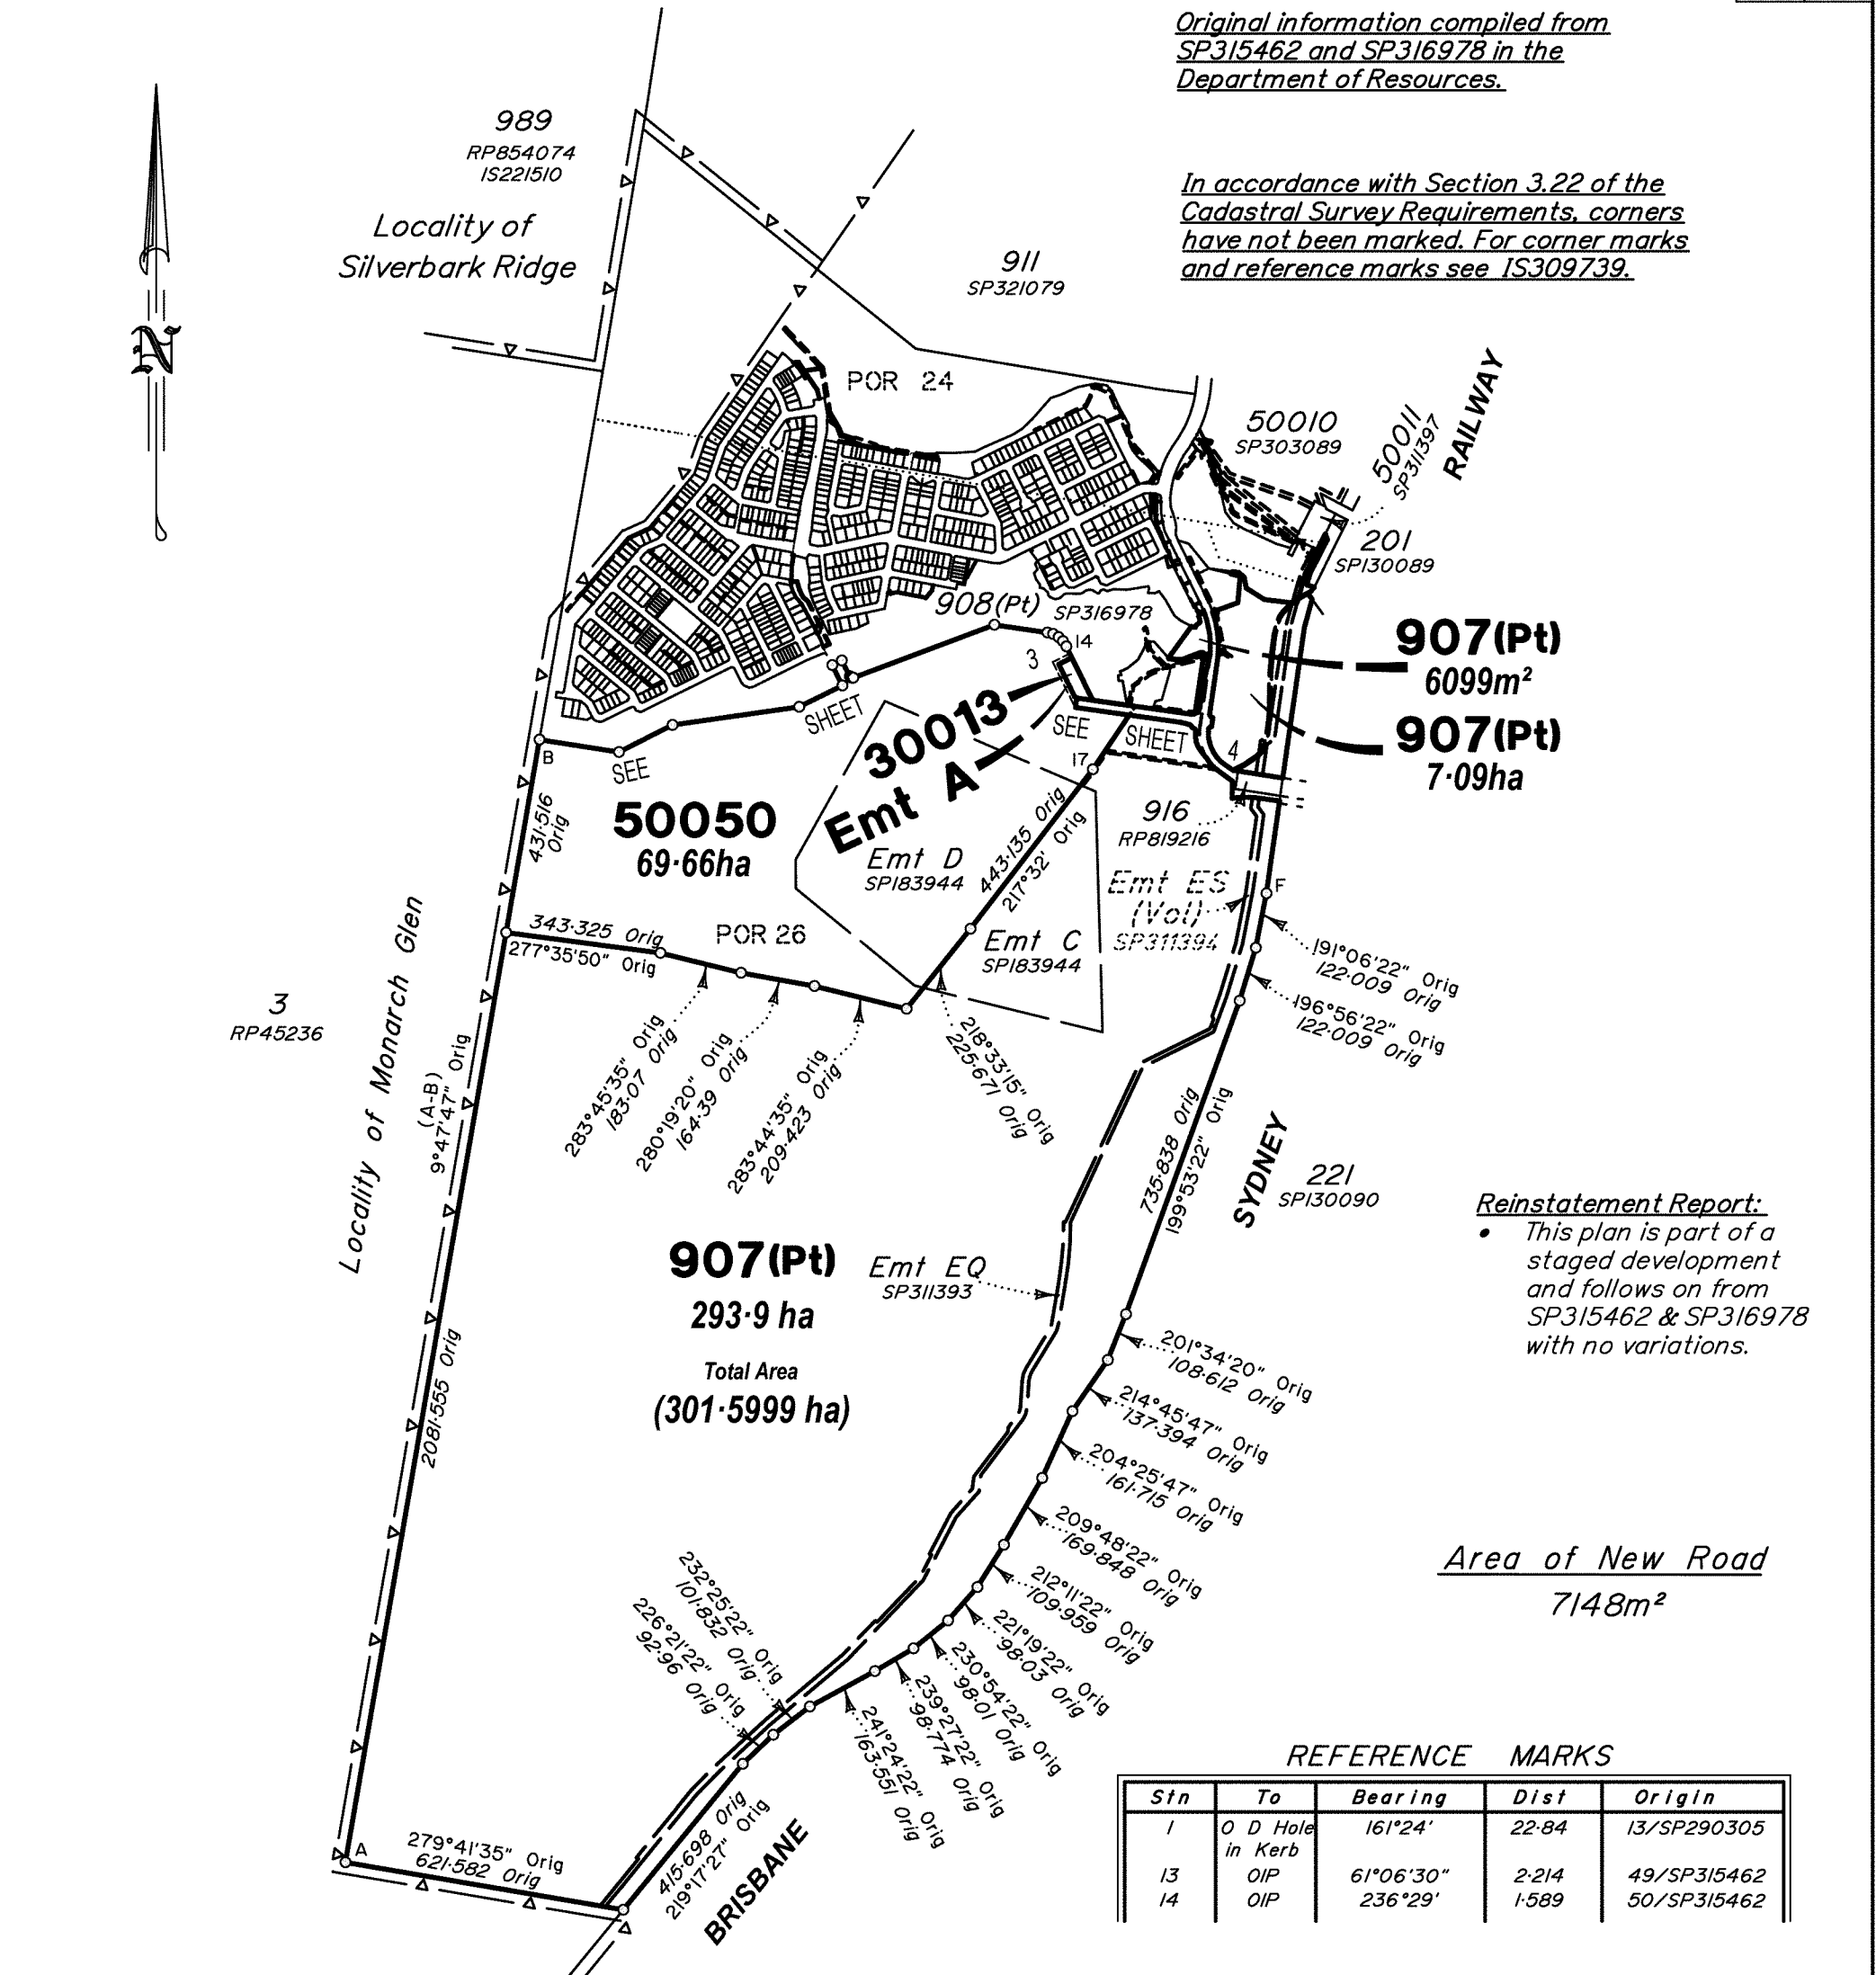 Original information compiled from
SP315462 and SP316978 in the
Department of Resources.
In accordance with Section 3.22 of the
Cadastral Survey Requirements, corners
have not been marked. For corner marks
and reference marks see IS309739.
989
RP854074
IS221510
Locality of
Silverbark Ridge
N
911
SP321079
POR 24
50010
SP303089
50011
SP311397
RAILWAY
201
SP130089
908(Pt) SP316978
907(Pt)
6099m²
907(Pt)
7·09ha
14
3
SHEET
SEE
SEE
SHEET
4
17
30013
Emt A
B
431·516
Orig
50050
69·66ha
Emt D
SP183944
443·135 Orig
217°32' Orig
916
RP819216
Emt ES
(Vol)
SP311394
F
343·325 Orig
277°35'50" Orig
POR 26
Emt C
SP183944
191°06'22" Orig
122·009 Orig
196°56'22" Orig
122·009 Orig
3
RP45236
Locality of Monarch Glen
(A-B)
9°47'47" Orig
283°45'35" Orig
183·07 Orig
280°19'20" Orig
164·39 Orig
283°44'35" Orig
209·423 Orig
218°33'15" Orig
225·671 Orig
735·838 Orig
199°53'22" Orig
SYDNEY
221
SP130090
Reinstatement Report:
• This plan is part of a
staged development
and follows on from
SP315462 & SP316978
with no variations.
907(Pt)
293·9 ha
Total Area
(301·5999 ha)
Emt EQ
SP311393
2081·555 Orig
201°34'20" Orig
108·612 Orig
214°45'47" Orig
137·394 Orig
204°25'47" Orig
161·715 Orig
209°48'22" Orig
169·848 Orig
212°11'22" Orig
109·959 Orig
221°19'22" Orig
98·03 Orig
230°54'22" Orig
98·01 Orig
239°27'22" Orig
98·774 Orig
241°24'22" Orig
163·551 Orig
232°25'22" Orig
101·832 Orig
226°21'22" Orig
92·96 Orig
Area of New Road
7148m²
A
279°41'35" Orig
621·582 Orig
415·698 Orig
219°17'27" Orig
BRISBANE
REFERENCE MARKS
Stn To Bearing Dist Origin
1 O D Hole 161°24' 22·84 13/SP290305
in Kerb
13 OIP 61°06'30" 2·214 49/SP315462
14 OIP 236°29' 1·589 50/SP315462